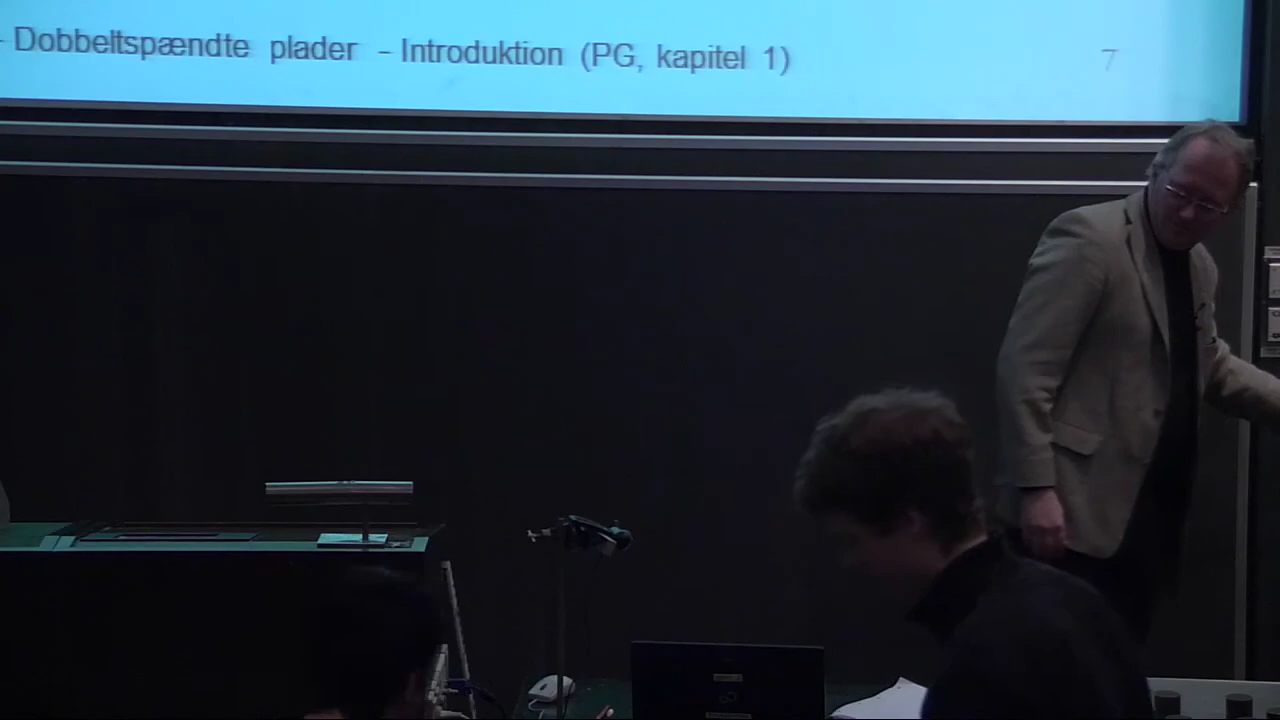 - Dobbeltspændte plader - Introduktion (PG, kapitel 1)
7